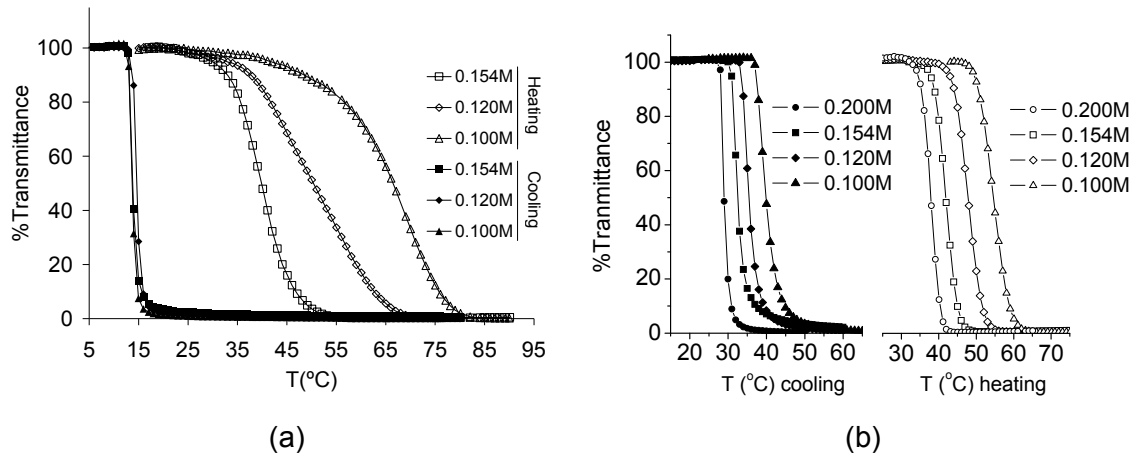 %Transmittance
100
80
60
40
20
0
5 15 25 35 45 55 65 75 85 95
T(ºC)
0.154M
0.120M
0.100M
Heating
0.154M
0.120M
0.100M
Cooling
(a)
%Tranmittance
100
80
60
40
20
0
20 30 40 50 60
T (°C) cooling
0.200M
0.154M
0.120M
0.100M
30 40 50 60 70
T (°C) heating
0.200M
0.154M
0.120M
0.100M
(b)